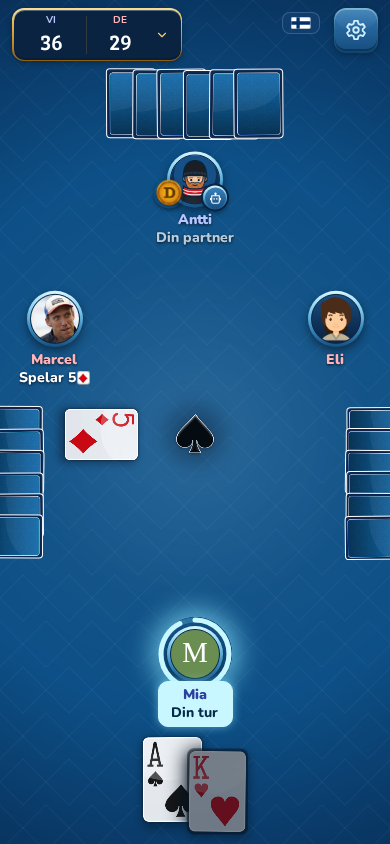 VI
DE
36
29
D
Antti
Din partner
Marcel
Eli
Spelar 5♦
5
M
Mia
Din tur
A
K